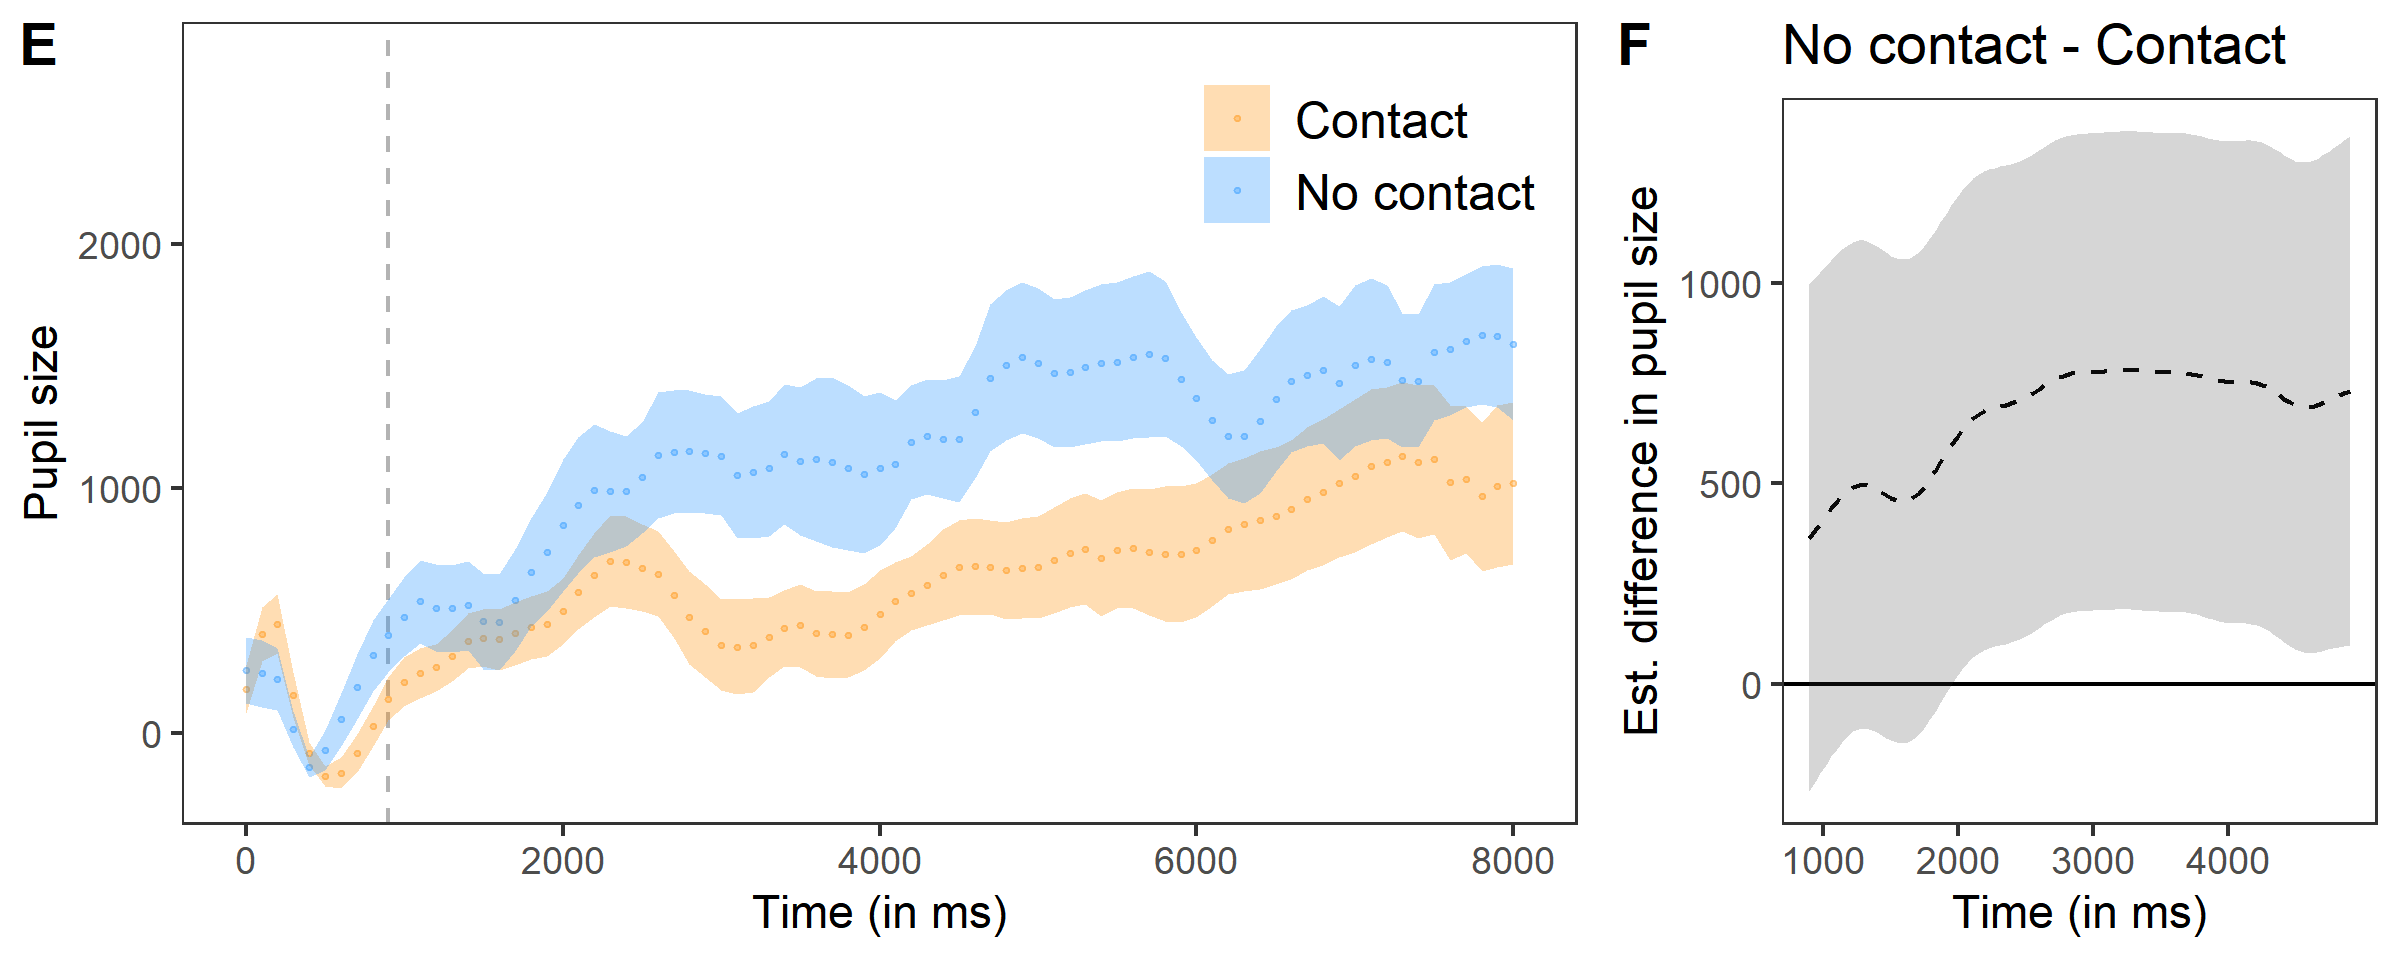 E
Contact
No contact
2000
1000
0
Pupil size
0 2000 4000 6000 8000
Time (in ms)
F
No contact - Contact
1000
500
0
Est. difference in pupil size
1000 2000 3000 4000
Time (in ms)